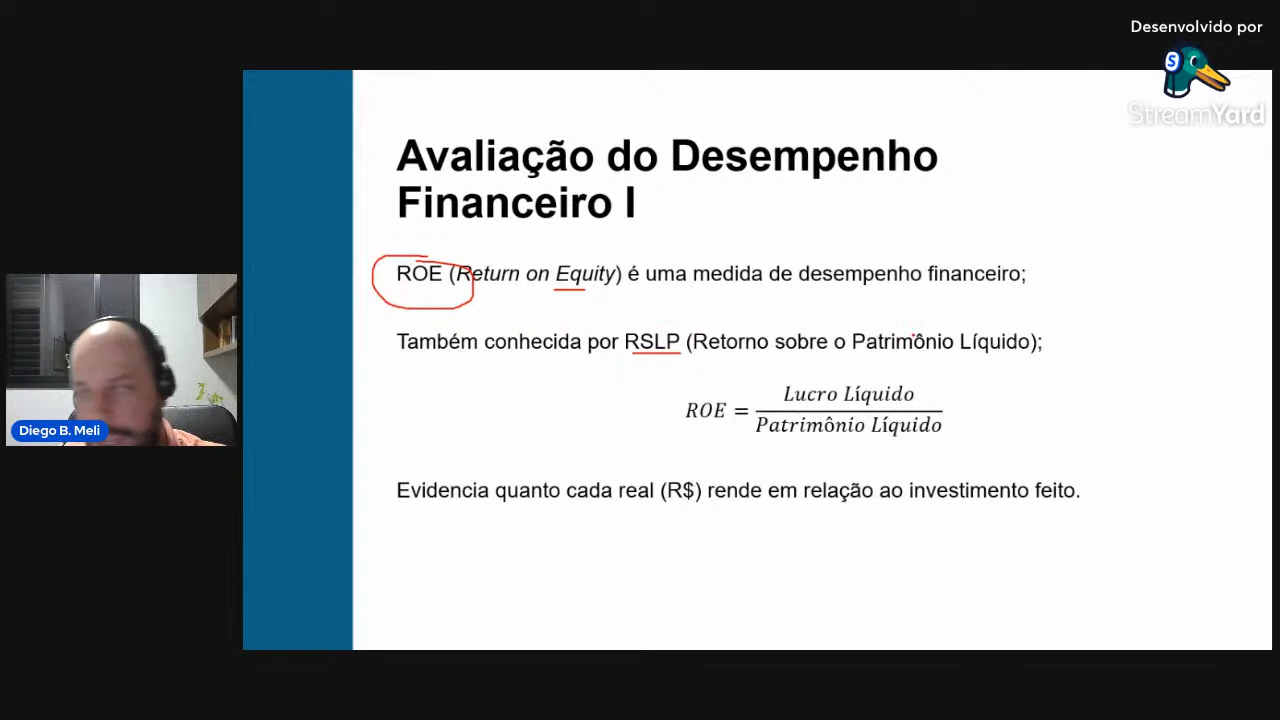 Desenvolvido por
StreamYard
Avaliação do Desempenho
Financeiro I
ROE (Return on Equity) é uma medida de desempenho financeiro;
Também conhecida por RSLP (Retorno sobre o Patrimônio Líquido);
ROE = Lucro Líquido / Patrimônio Líquido
Evidencia quanto cada real (R$) rende em relação ao investimento feito.
Diego B. Meli